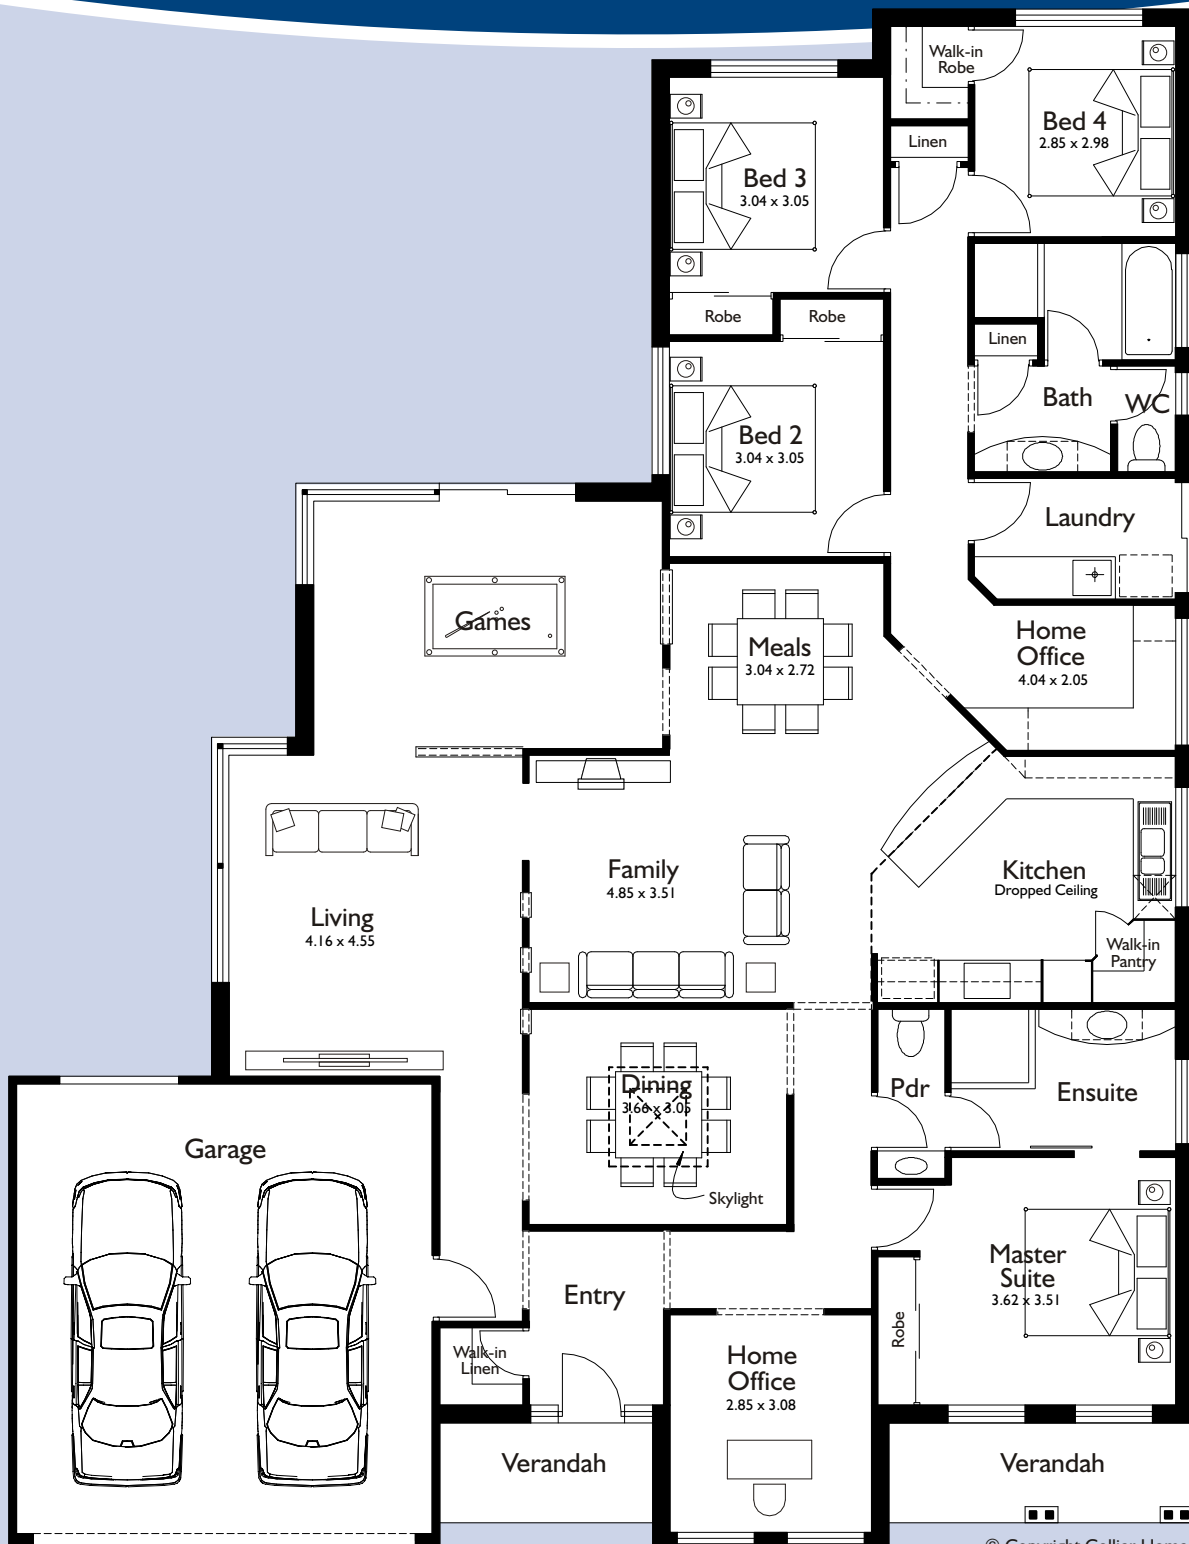 Walk-in
Robe
Bed 4
2.85 x 2.98
Linen
Bed 3
3.04 x 3.05
Robe
Robe
Linen
Bath
WC
Bed 2
3.04 x 3.05
Laundry
Games
Meals
3.04 x 2.72
Home
Office
4.04 x 2.05
Family
4.85 x 3.51
Kitchen
Dropped Ceiling
Living
4.16 x 4.55
Walk-in
Pantry
Dining
3.66 x 3.05
Pdr
Ensuite
Garage
Skylight
Master
Suite
3.62 x 3.51
Entry
Robe
Walk-in
Linen
Home
Office
2.85 x 3.08
Verandah
Verandah
© Copyright Collier Home